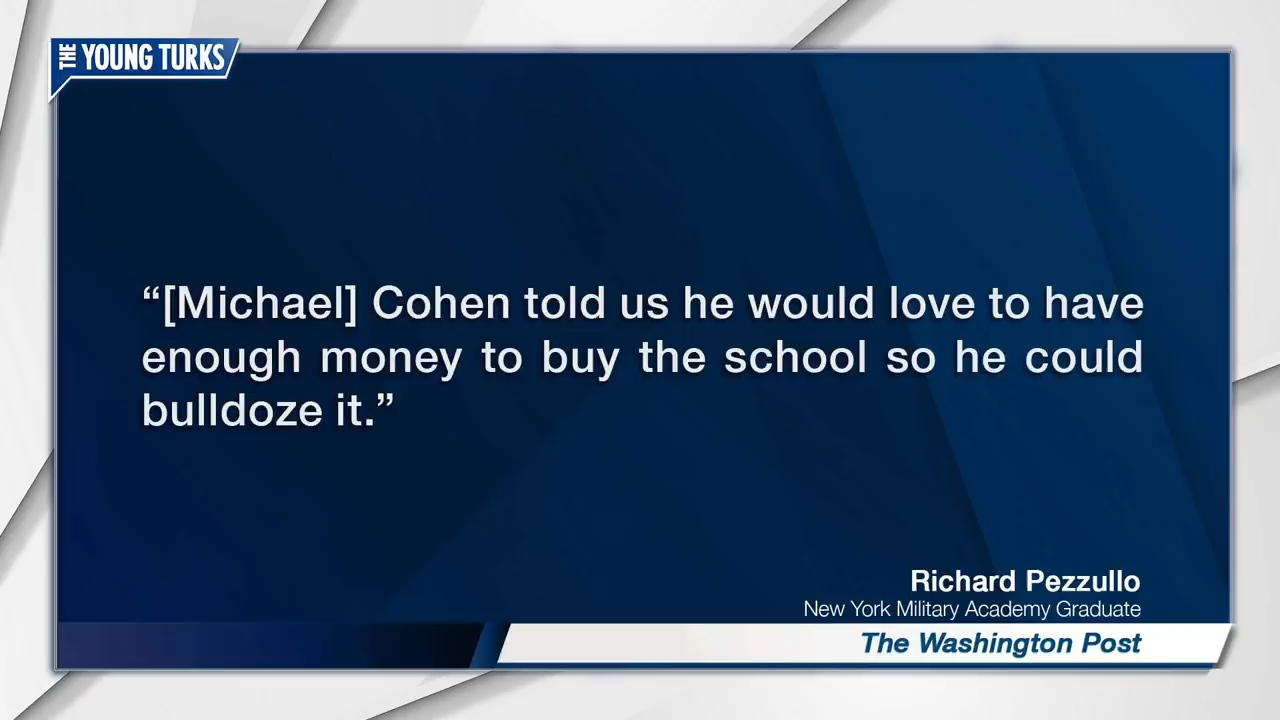 THE YOUNG TURKS
“[Michael] Cohen told us he would love to have
enough money to buy the school so he could
bulldoze it.”
Richard Pezzullo
New York Military Academy Graduate
The Washington Post